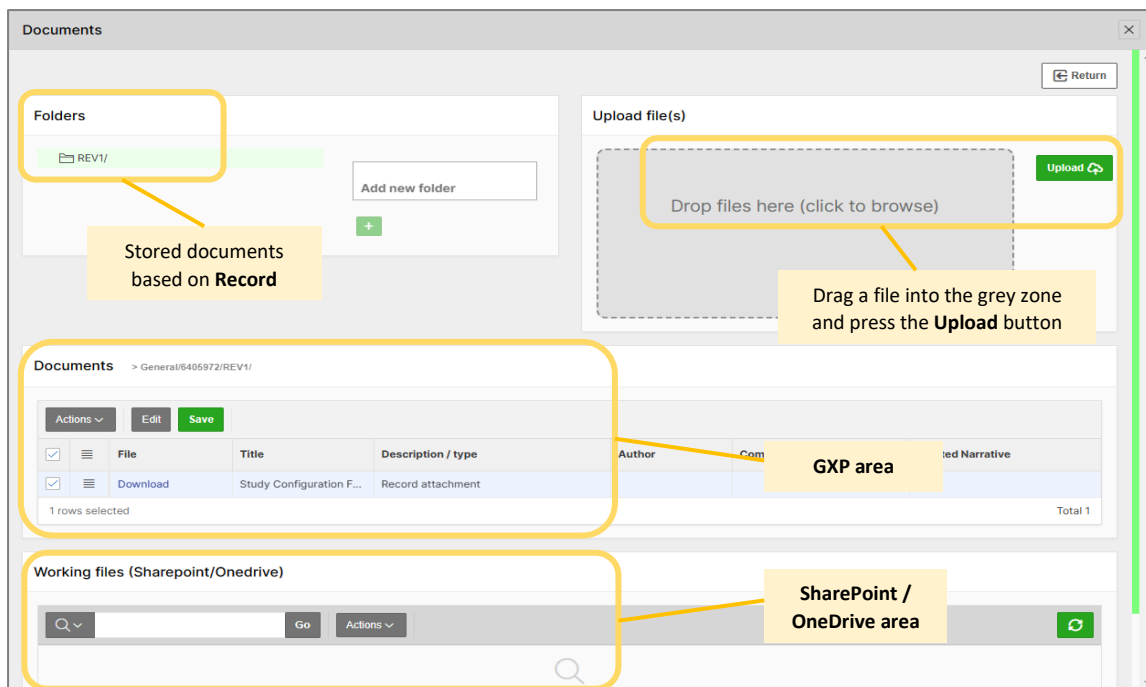 Documents
Return
Folders
REV1/
Add new folder
+
Stored documents
based on Record
Upload file(s)
Drop files here (click to browse)
Upload
Drag a file into the grey zone
and press the Upload button
Documents > General/6405972/REV1/
Actions Edit Save
File Title Description / type Author
Download Study Configuration F... Record attachment
1 rows selected Total 1
GXP area
Narrative
Working files (Sharepoint/Onedrive)
Go Actions
SharePoint /
OneDrive area